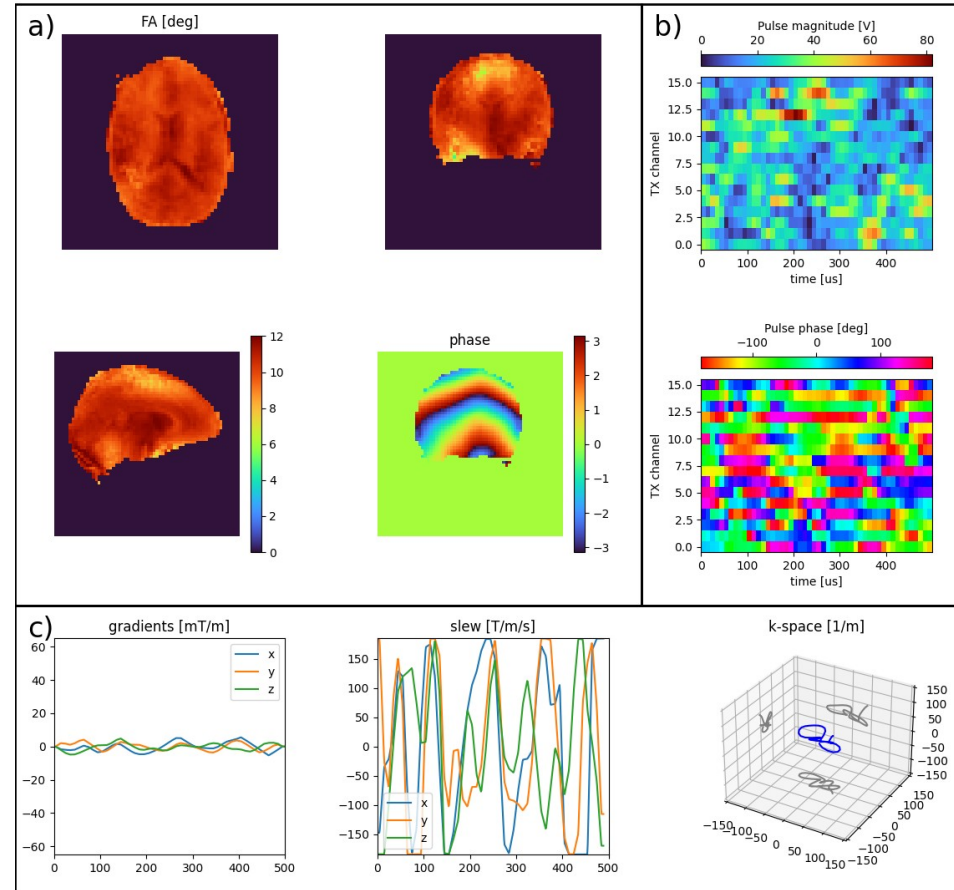 a)
FA [deg]
12
10
8
6
4
2
0
phase
3
2
1
0
−1
−2
−3
b)
Pulse magnitude [V]
0 20 40 60 80
15.0
12.5
10.0
7.5
5.0
2.5
0.0
TX channel
0 100 200 300 400
time [us]
Pulse phase [deg]
−100 0 100
15.0
12.5
10.0
7.5
5.0
2.5
0.0
TX channel
0 100 200 300 400
time [us]
c)
gradients [mT/m]
60
40
20
0
−20
−40
−60
x
y
z
0 100 200 300 400 500
slew [T/m/s]
150
100
50
0
−50
−100
−150
x
y
z
0 100 200 300 400 500
k-space [1/m]
150
100
50
0
−50
−100
−150
150
100
50
0
−50
−100
−150
−150
−100
−50
0
50
100
150